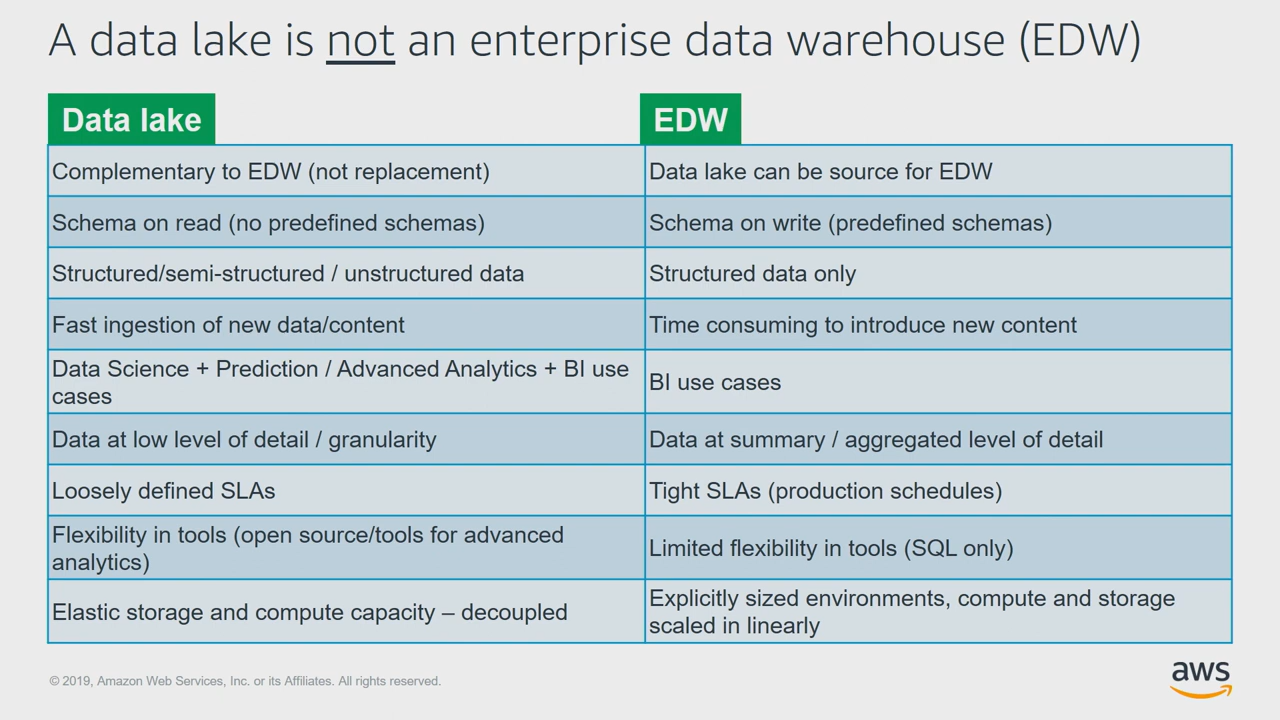 A data lake is not an enterprise data warehouse (EDW)
Data lake
EDW
Complementary to EDW (not replacement)
Data lake can be source for EDW
Schema on read (no predefined schemas)
Schema on write (predefined schemas)
Structured/semi-structured / unstructured data
Structured data only
Fast ingestion of new data/content
Time consuming to introduce new content
Data Science + Prediction / Advanced Analytics + BI use
cases
BI use cases
Data at low level of detail / granularity
Data at summary / aggregated level of detail
Loosely defined SLAs
Tight SLAs (production schedules)
Flexibility in tools (open source/tools for advanced
analytics)
Limited flexibility in tools (SQL only)
Elastic storage and compute capacity – decoupled
Explicitly sized environments, compute and storage
scaled in linearly
© 2019, Amazon Web Services, Inc. or its Affiliates. All rights reserved.
aws